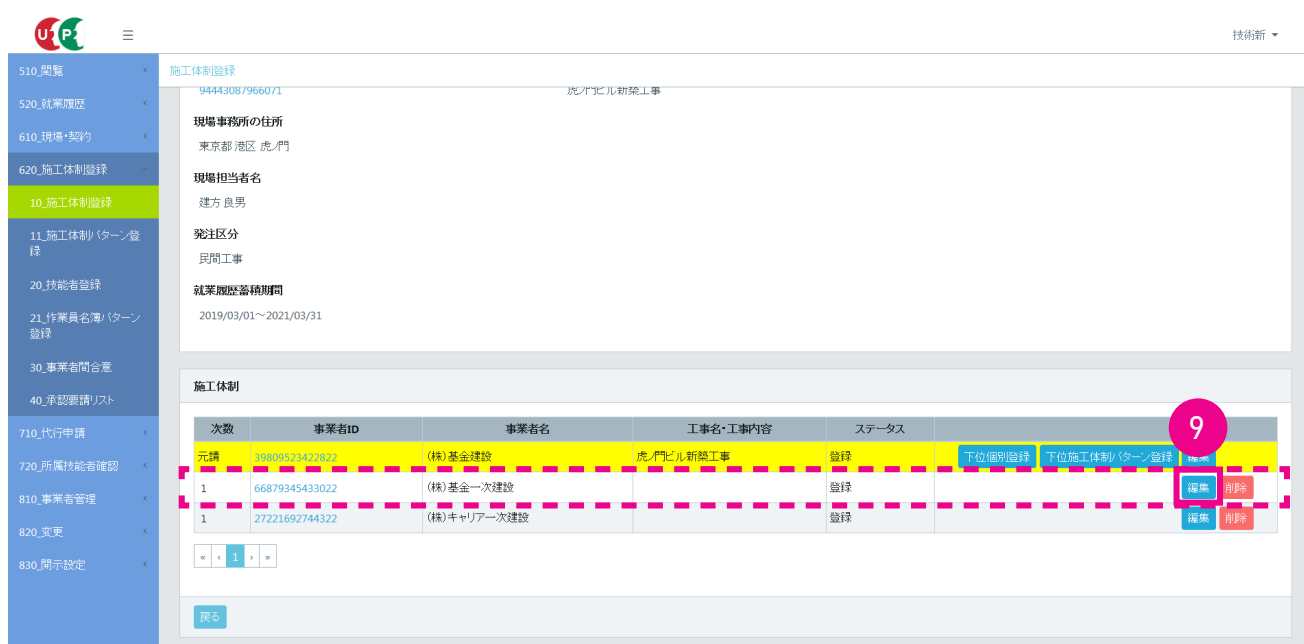 技術新
510_閲覧
520_就業履歴
610_現場・契約
620_施工体制登録
10_施工体制登録
11_施工体制パターン登
録
20_技能者登録
21_作業員名簿パターン
登録
30_事業者間合意
40_承認要請リスト
710_代行申請
720_所属技能者確認
810_事業者管理
820_変更
830_開示設定
施工体制登録
94443087966071 虎ノ門ビル新築工事
現場事務所の住所
東京都 港区 虎ノ門
現場担当者名
建方 良男
発注区分
民間工事
就業履歴蓄積期間
2019/03/01～2021/03/31
施工体制
次数 事業者ID 事業者名 工事名・工事内容 ステータス
9
元請 39809523422822 (株)基金建設 虎ノ門ビル新築工事 登録 下位個別登録 下位施工体制パターン登録 編集
1 66879345433022 (株)基金一次建設 登録 編集 削除
1 27221692744322 (株)キャリア一次建設 登録 編集 削除
« ‹ 1 › »
戻る